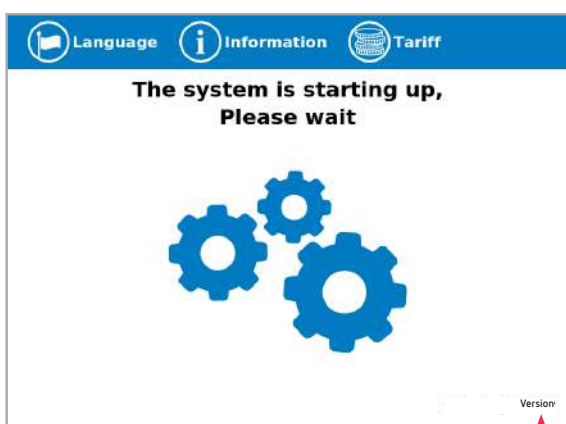 Language Information Tariff
The system is starting up,
Please wait
Version